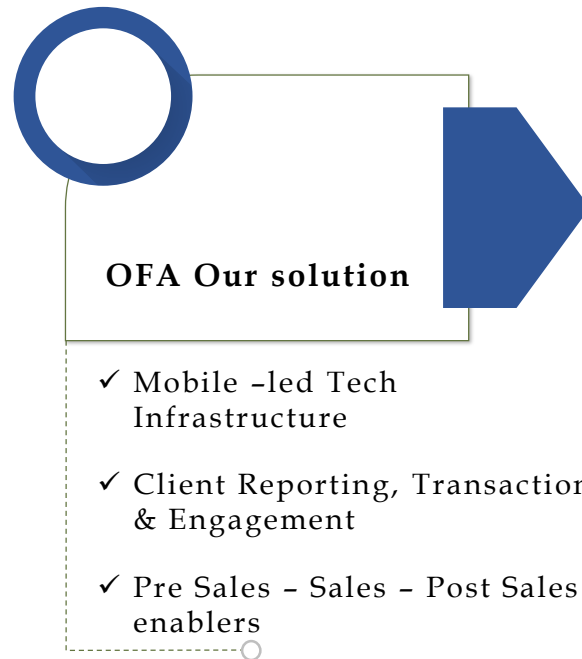 OFA Our solution
✓ Mobile –led Tech
Infrastructure
✓ Client Reporting, Transaction
& Engagement
✓ Pre Sales – Sales – Post Sales
enablers